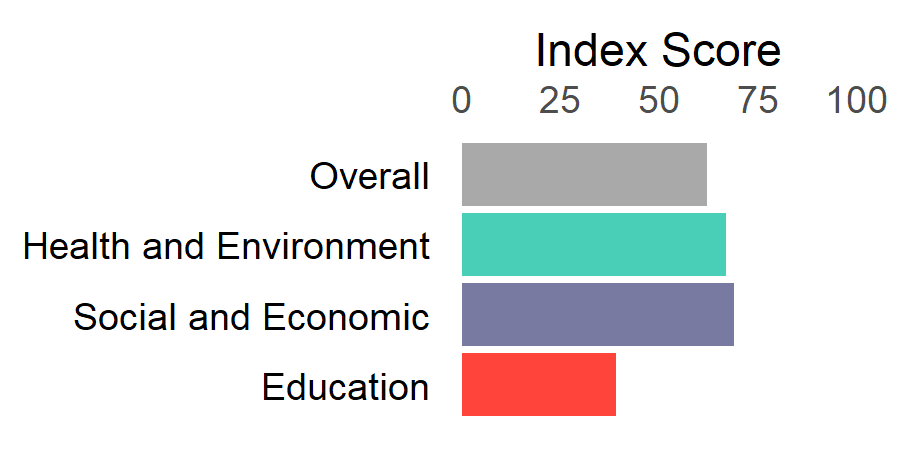 Index Score
0 25 50 75 100
Overall
Health and Environment
Social and Economic
Education